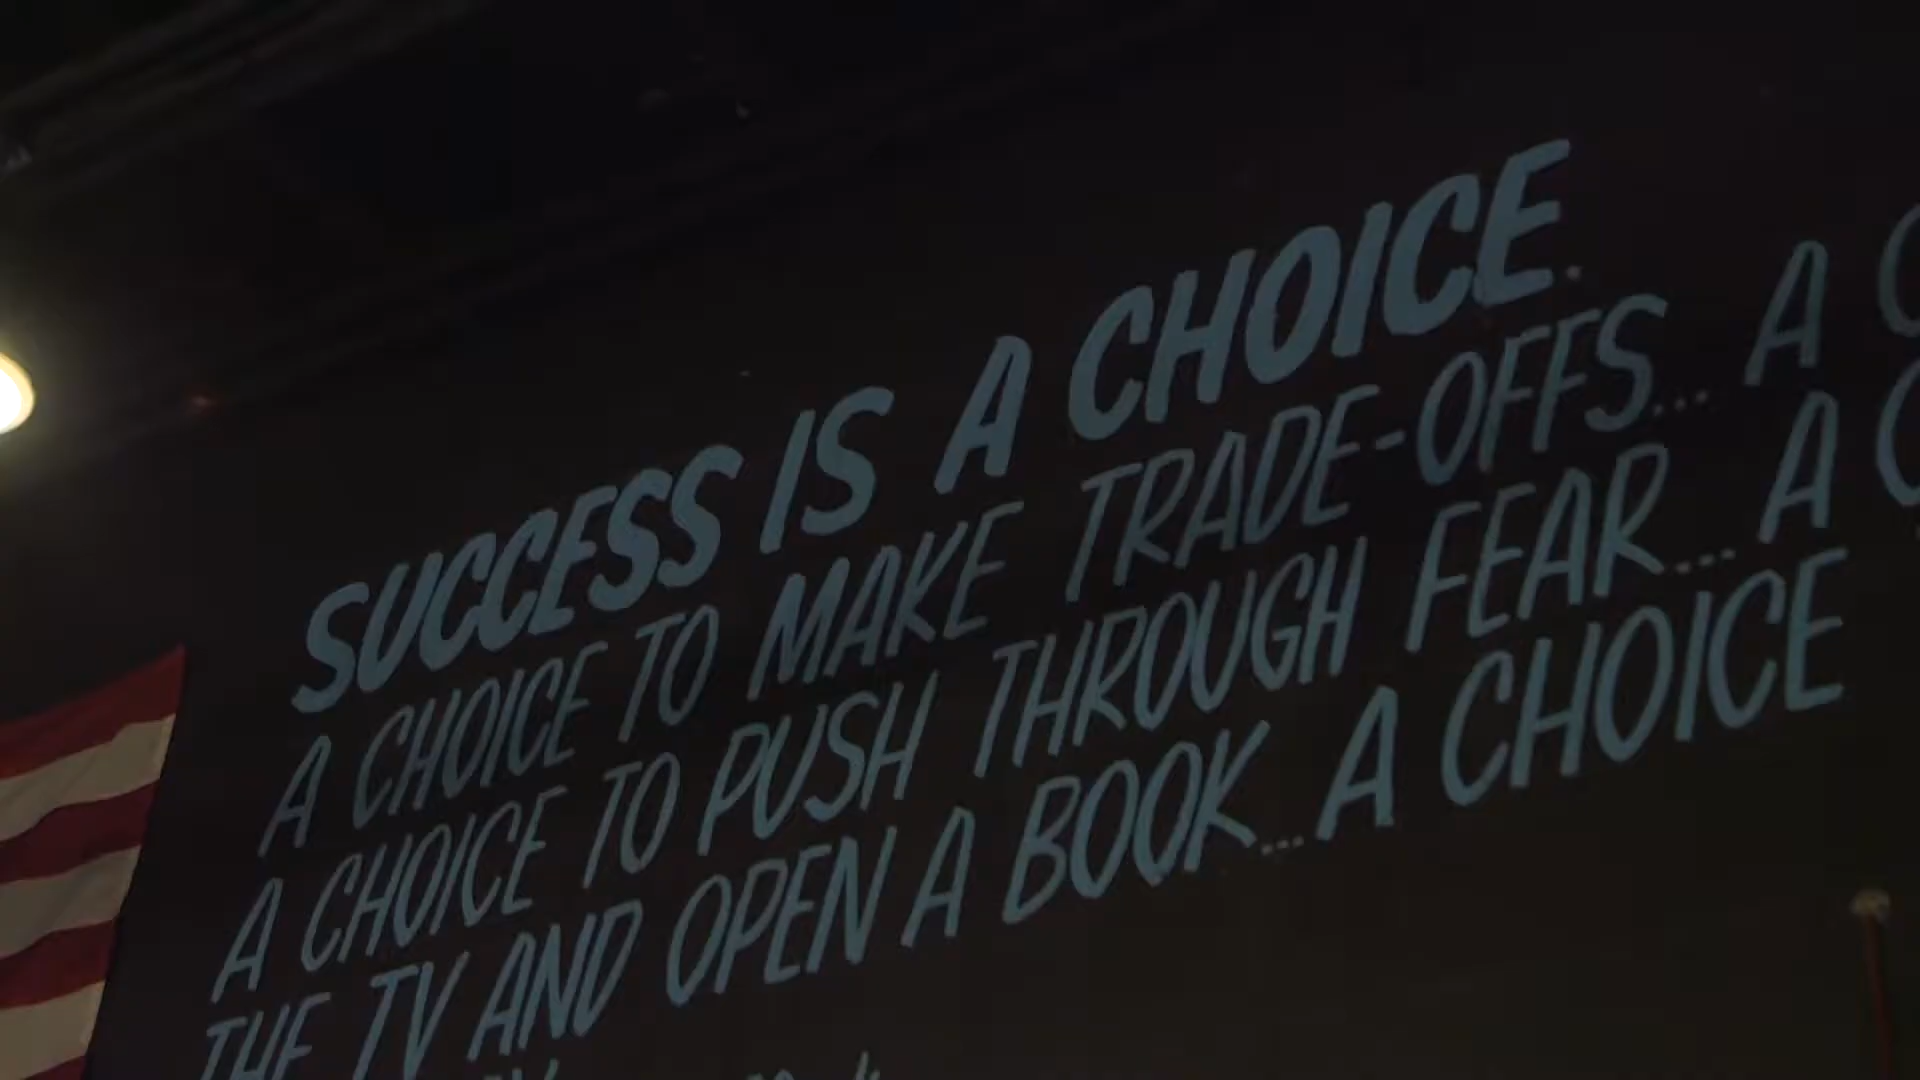 SUCCESS IS A CHOICE.
A CHOICE TO MAKE TRADE-OFFS... A
A CHOICE TO PUSH THROUGH FEAR... A
THE TV AND OPEN A BOOK... A CHOICE